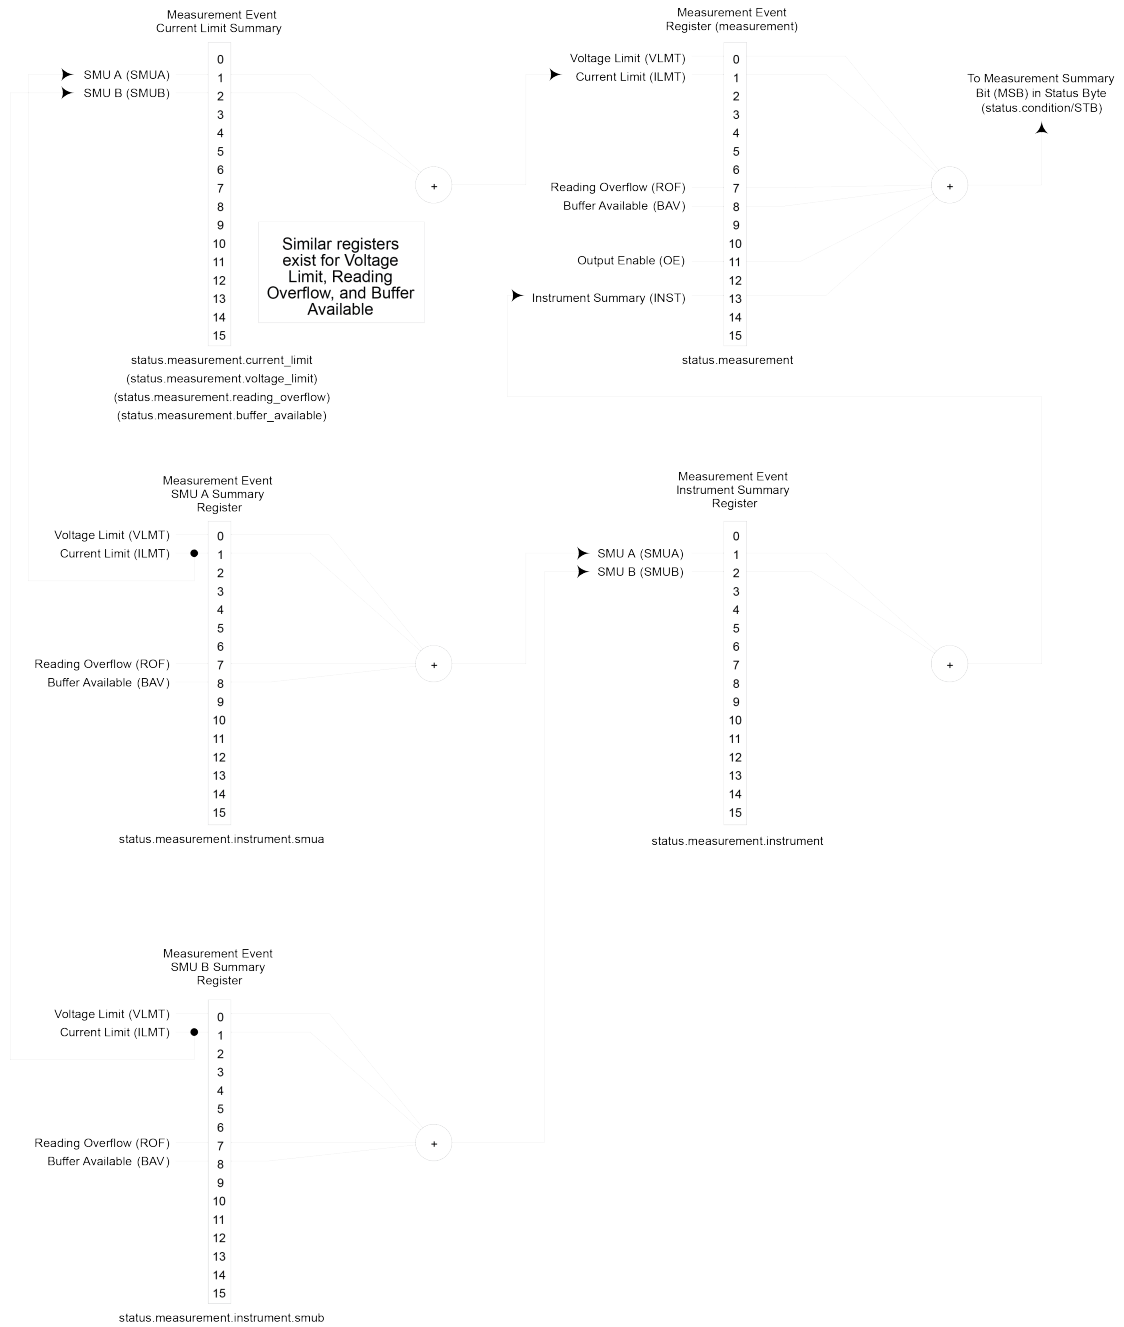 Measurement Event
Current Limit Summary
SMU A (SMUA)
SMU B (SMUB)
0
1
2
3
4
5
6
7
8
9
10
11
12
13
14
15
+
Similar registers
exist for Voltage
Limit, Reading
Overflow, and Buffer
Available
status.measurement.current_limit
(status.measurement.voltage_limit)
(status.measurement.reading_overflow)
(status.measurement.buffer_available)
Measurement Event
Register (measurement)
Voltage Limit (VLMT)
Current Limit (ILMT)
Reading Overflow (ROF)
Buffer Available (BAV)
Output Enable (OE)
Instrument Summary (INST)
0
1
2
3
4
5
6
7
8
9
10
11
12
13
14
15
+
status.measurement
To Measurement Summary
Bit (MSB) in Status Byte
(status.condition/STB)
Measurement Event
SMU A Summary
Register
Voltage Limit (VLMT)
Current Limit (ILMT)
Reading Overflow (ROF)
Buffer Available (BAV)
0
1
2
3
4
5
6
7
8
9
10
11
12
13
14
15
+
status.measurement.instrument.smua
Measurement Event
Instrument Summary
Register
SMU A (SMUA)
SMU B (SMUB)
0
1
2
3
4
5
6
7
8
9
10
11
12
13
14
15
+
status.measurement.instrument
Measurement Event
SMU B Summary
Register
Voltage Limit (VLMT)
Current Limit (ILMT)
Reading Overflow (ROF)
Buffer Available (BAV)
0
1
2
3
4
5
6
7
8
9
10
11
12
13
14
15
+
status.measurement.instrument.smub